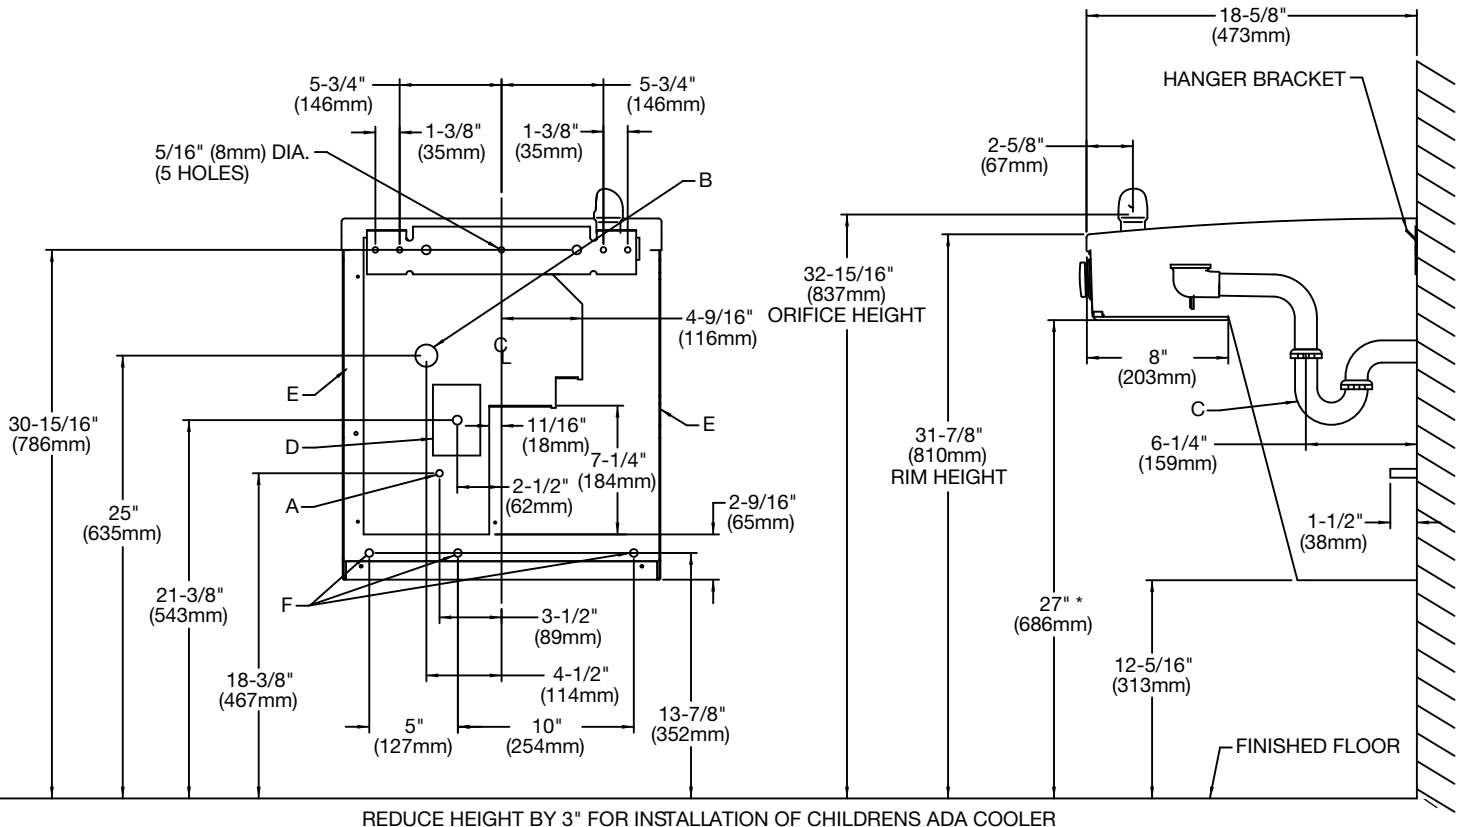 18-5/8"
(473mm)
HANGER BRACKET
5-3/4"
(146mm)
5-3/4"
(146mm)
1-3/8"
(35mm)
1-3/8"
(35mm)
5/16" (8mm) DIA.
(5 HOLES)
B
2-5/8"
(67mm)
32-15/16"
(837mm)
ORIFICE HEIGHT
4-9/16"
(116mm)
C
L
8"
(203mm)
E
D
A
30-15/16"
(786mm)
E
C
11/16"
(18mm)
7-1/4"
(184mm)
31-7/8"
(810mm)
RIM HEIGHT
6-1/4"
(159mm)
2-1/2"
(62mm)
2-9/16"
(65mm)
25"
(635mm)
1-1/2"
(38mm)
21-3/8"
(543mm)
F
3-1/2"
(89mm)
27" *
(686mm)
18-3/8"
(467mm)
4-1/2"
(114mm)
12-5/16"
(313mm)
5"
(127mm)
10"
(254mm)
13-7/8"
(352mm)
FINISHED FLOOR
REDUCE HEIGHT BY 3" FOR INSTALLATION OF CHILDRENS ADA COOLER